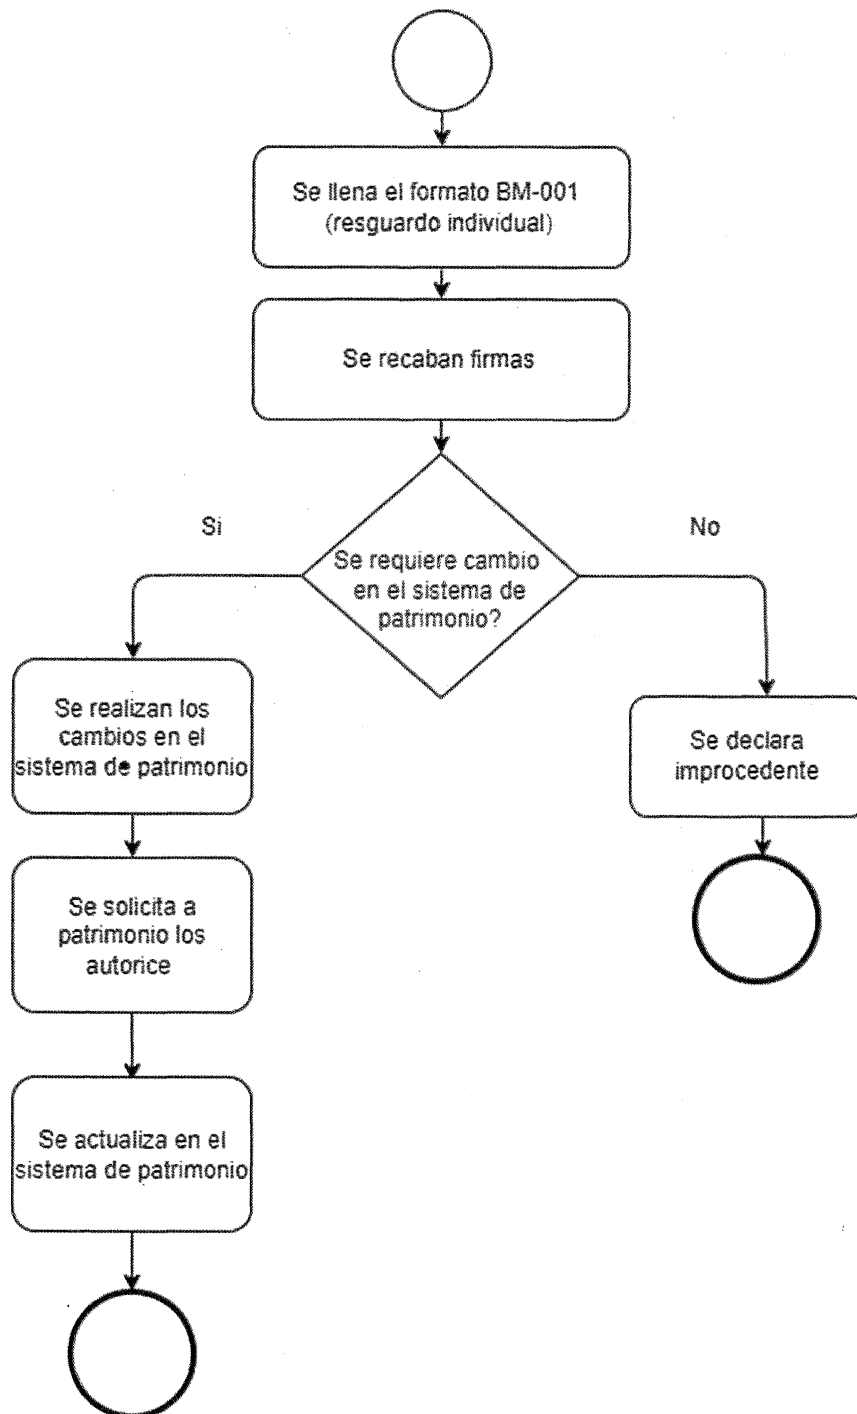 Se llena el formato BM-001
(resguardo individual)
Se recaban firmas
Si
No
Se requiere cambio
en el sistema de
patrimonio?
Se realizan los
cambios en el
sistema de patrimonio
Se declara
improcedente
Se solicita a
patrimonio los
autorice
Se actualiza en el
sistema de patrimonio